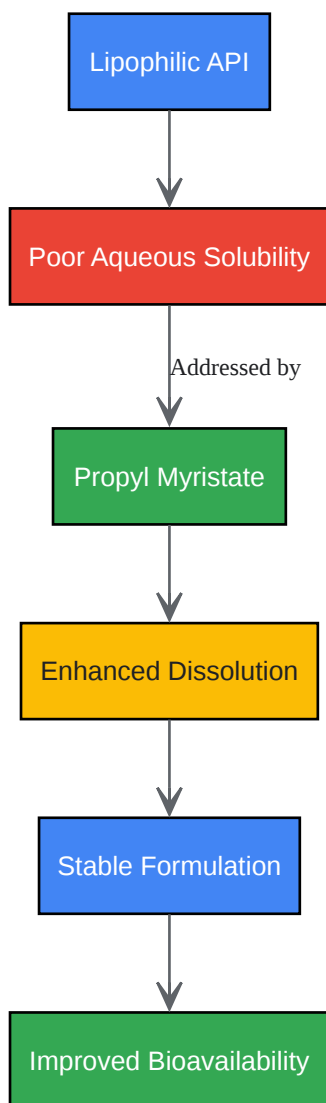 Lipophilic API
Poor Aqueous Solubility
Addressed by
Propyl Myristate
Enhanced Dissolution
Stable Formulation
Improved Bioavailability